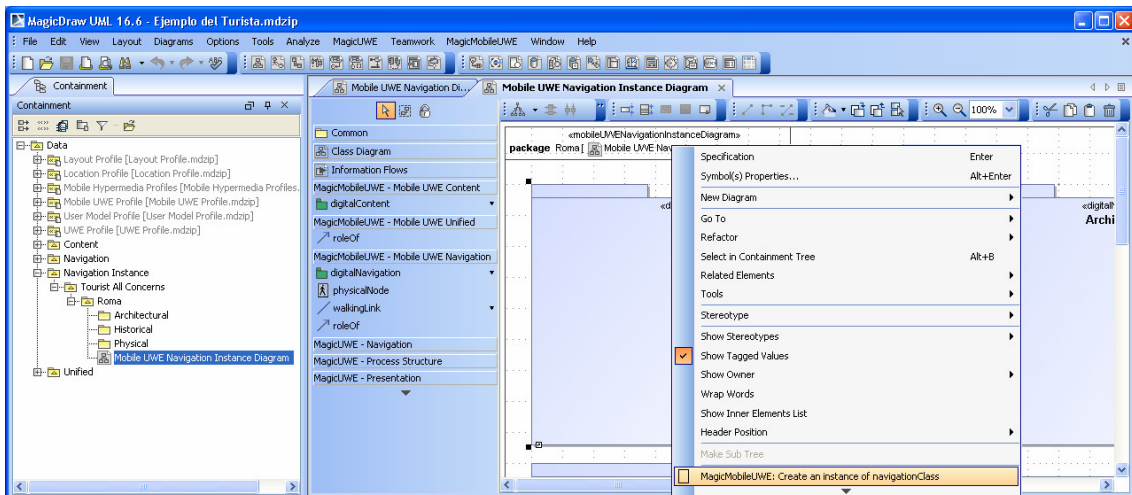 MagicDraw UML 16.6 - Ejemplo del Turista.mdzip
File Edit View Layout Diagrams Options Tools Analyze MagicUWE Teamwork MagicMobileUWE Window Help
Containment
Containment
Data
Layout Profile [Layout Profile.mdzip]
Location Profile [Location Profile.mdzip]
Mobile Hypermedia Profiles [Mobile Hypermedia Profiles.
Mobile UWE Profile [Mobile UWE Profile.mdzip]
User Model Profile [User Model Profile.mdzip]
UWE Profile [UWE Profile.mdzip]
Content
Navigation
Navigation Instance
Tourist All Concerns
Roma
Architectural
Historical
Physical
Mobile UWE Navigation Instance Diagram
Unified
Mobile UWE Navigation Di...
Mobile UWE Navigation Instance Diagram
100%
Common
Class Diagram
Information Flows
MagicMobileUWE - Mobile UWE Content
digitalContent
MagicMobileUWE - Mobile UWE Unified
roleOf
MagicMobileUWE - Mobile UWE Navigation
digitalNavigation
physicalNode
walkingLink
roleOf
MagicUWE - Navigation
MagicUWE - Process Structure
MagicUWE - Presentation
«mobileUWENavigationInstanceDiagram»
package Roma [ Mobile UWE Nav
«d
«digitalN
Archi
Specification Enter
Symbol(s) Properties... Alt+Enter
New Diagram
Go To
Refactor
Select in Containment Tree Alt+B
Related Elements
Tools
Stereotype
Show Stereotypes
Show Tagged Values
Show Owner
Wrap Words
Show Inner Elements List
Header Position
Make Sub Tree
MagicMobileUWE: Create an instance of navigationClass